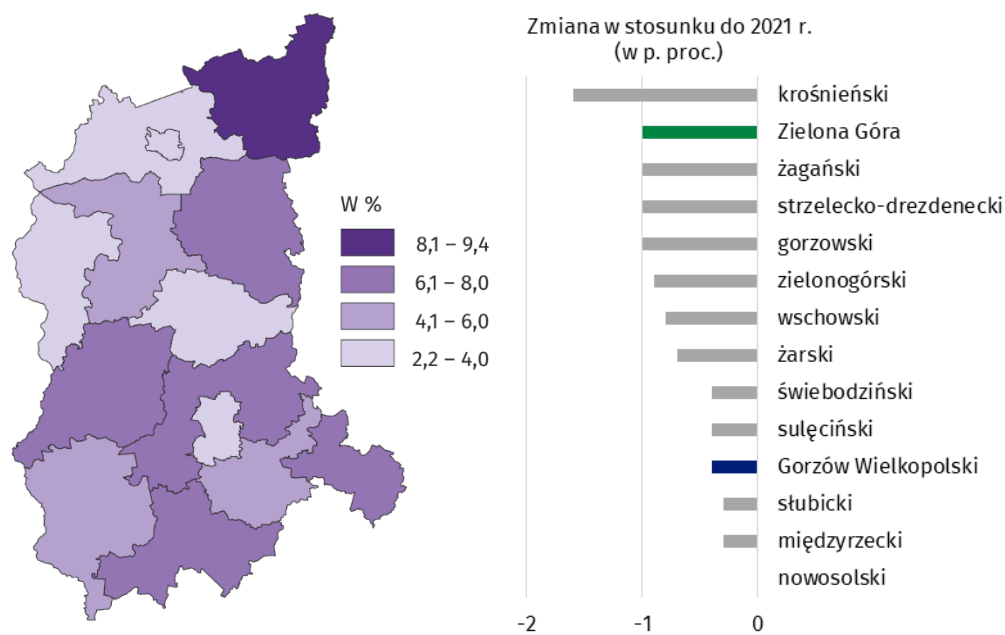 W %
8,1 – 9,4
6,1 – 8,0
4,1 – 6,0
2,2 – 4,0
Zmiana w stosunku do 2021 r.
(w p. proc.)
krośnieński
Zielona Góra
żagański
strzelecko-drezdenecki
gorzowski
zielonogórski
wschowski
żarski
świebodziński
sulęciński
Gorzów Wielkopolski
słubicki
międzyrzecki
nowosolski
-2 -1 0